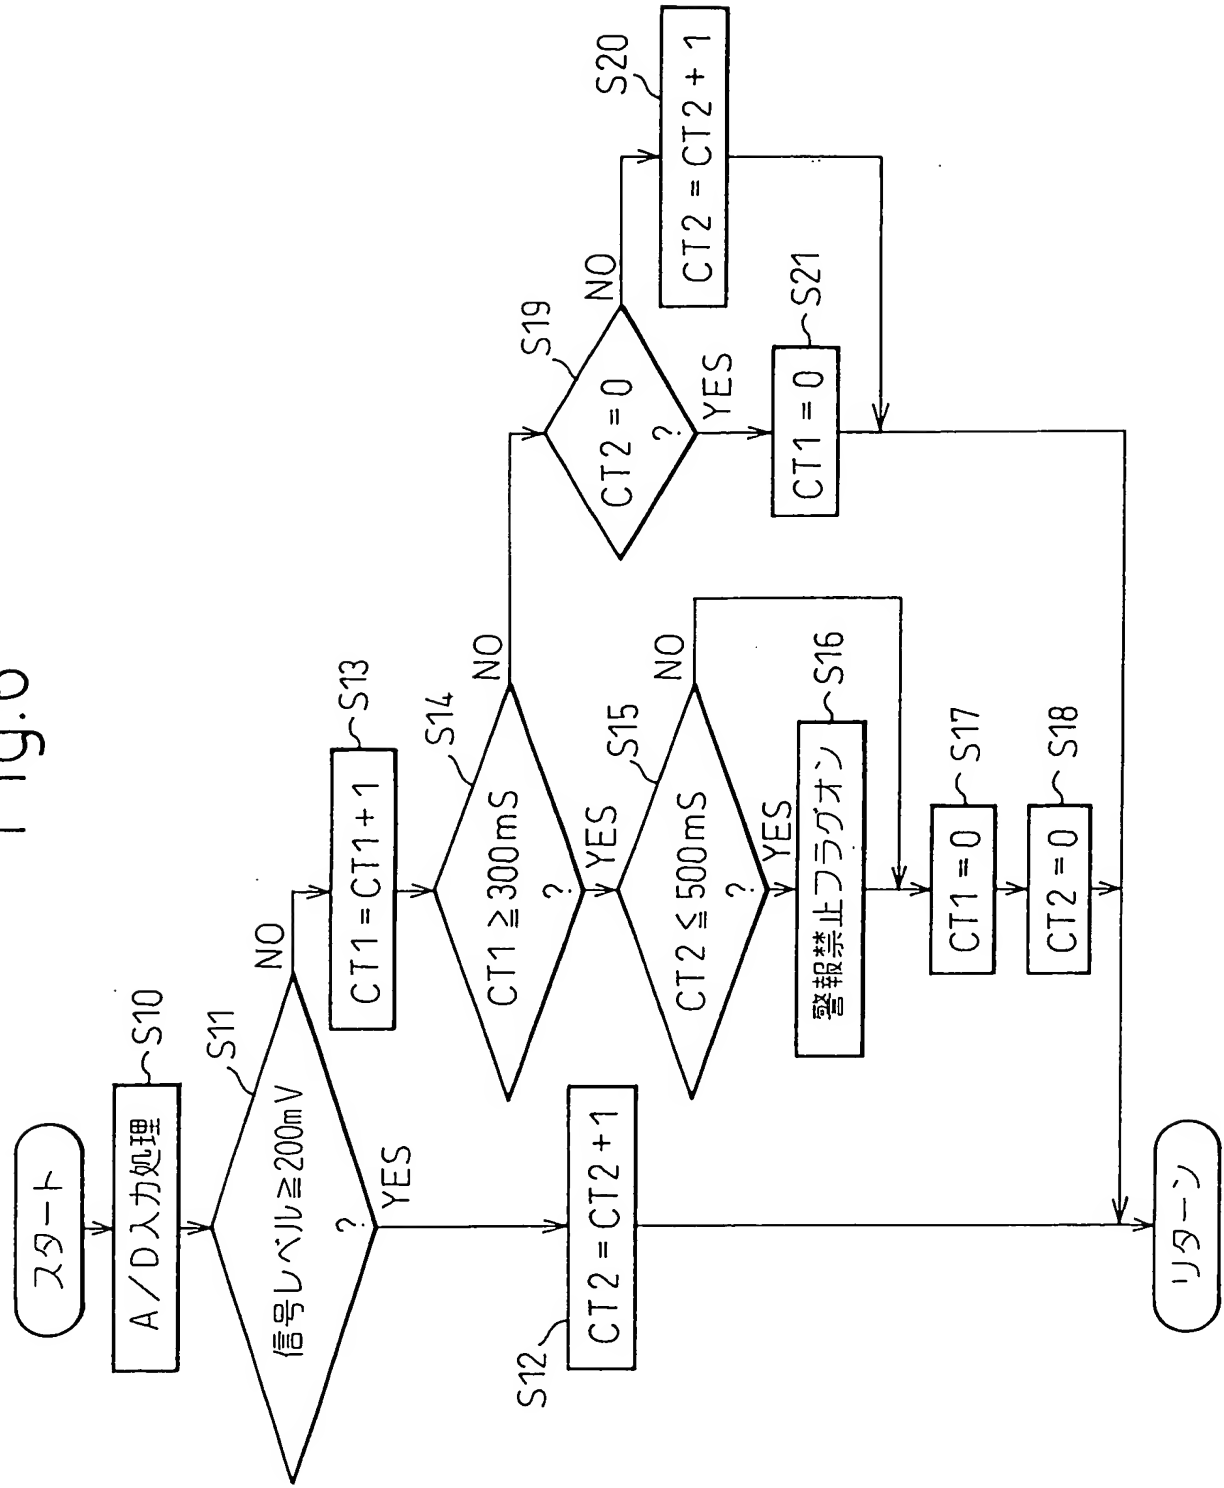 Fig.6
スタート
A/D入力処理
S10
信号レベル≧200mV
?
S11
NO
YES
S12
CT2 = CT2 + 1
CT1 = CT1 + 1
S13
CT1 ≧ 300mS
?
S14
NO
YES
CT2 ≦ 500mS
?
S15
NO
YES
警報禁止フラグオン
S16
CT1 = 0
S17
CT2 = 0
S18
CT2 = 0
?
S19
NO
YES
CT2 = CT2 + 1
S20
CT1 = 0
S21
リターン